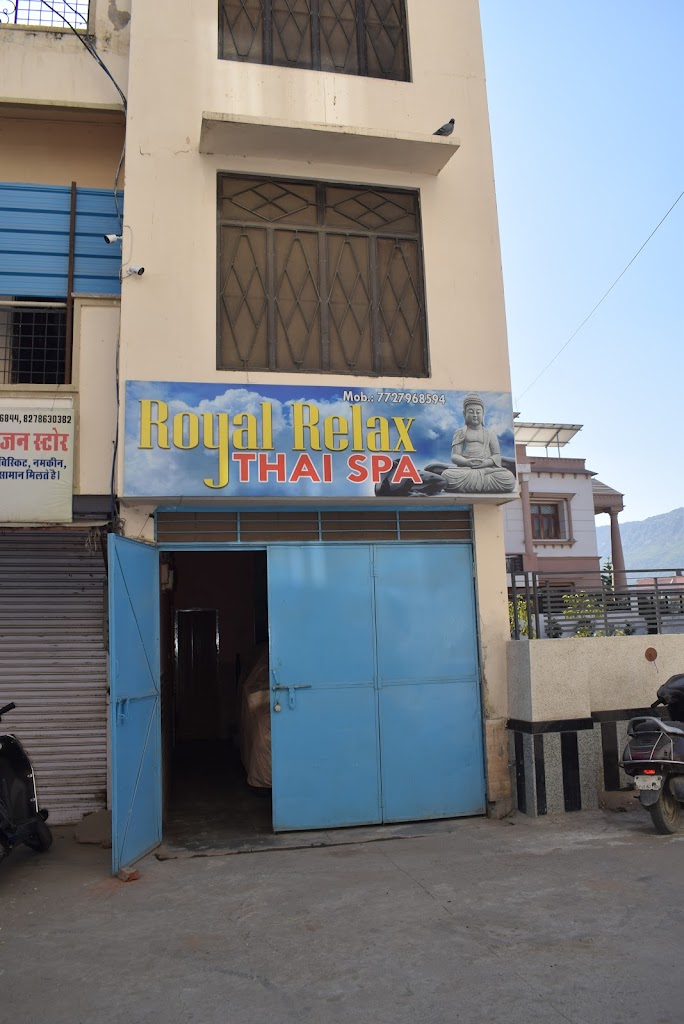 Mob.: 7727968594
Royal Relax
THAI SPA
6844, 8278630382
जन स्टोर
बिस्किट, नमकीन,
सामान मिलते है।